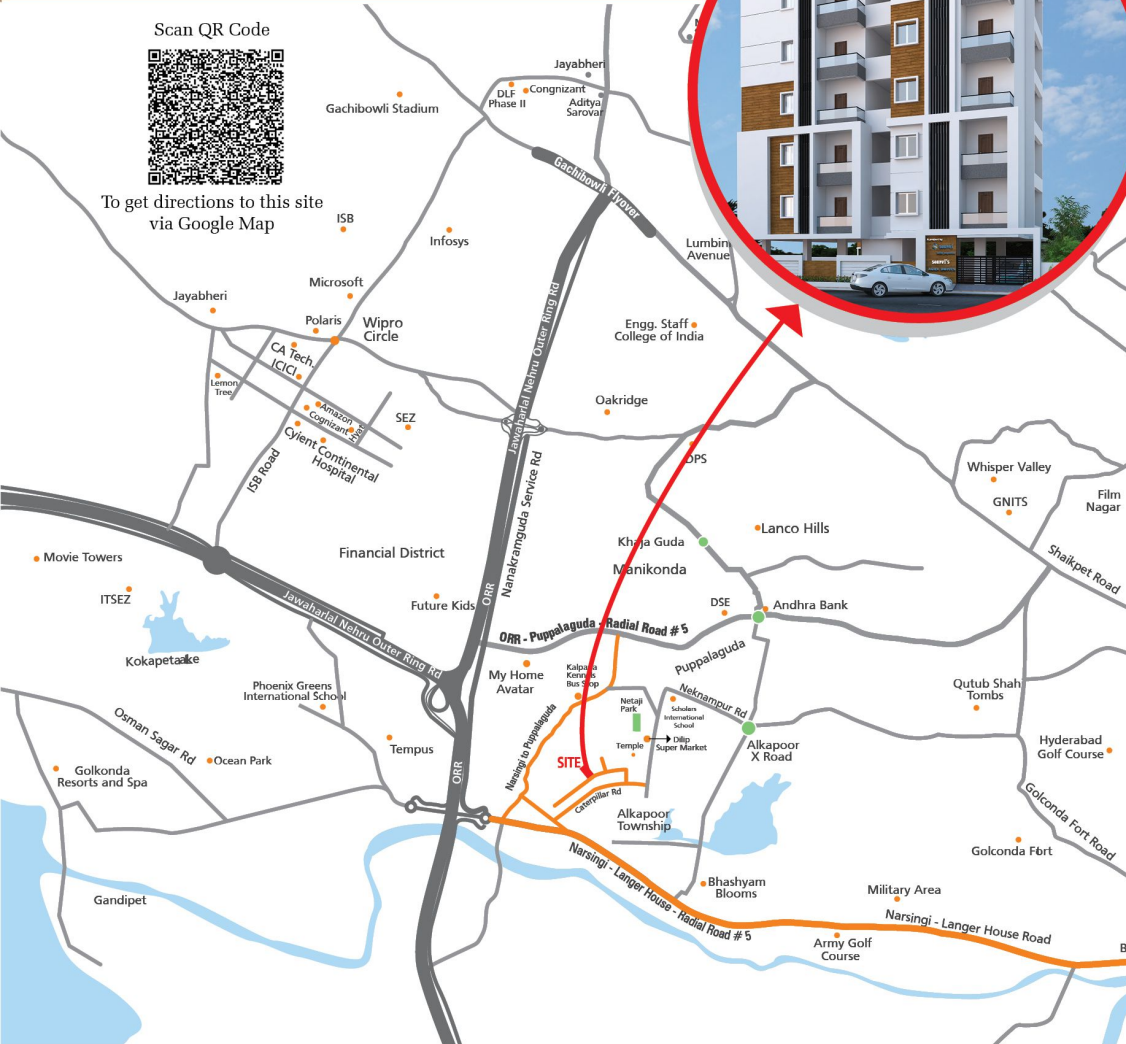 Scan QR Code
To get directions to this site
via Google Map
Jayabheri
DLF
Phase II
Congnizant
Aditya
Sarovar
Gachibowli Stadium
Gachibowli Flyover
ISB
Infosys
Lumbin
Avenue
Microsoft
Jayabheri
Polaris
Wipro
Circle
CA Tech.
ICICI
Lemon
Tree
Amazon
Cognizant
Hyat
SEZ
Cyient Continental
Hospital
ISB Road
Jawaharlal Nehru Outer Ring Rd
Engg. Staff
College of India
Oakridge
OPS
Nanakramguda Service Rd
Whisper Valley
GNITS
Film
Nagar
Shaikpet Road
Lanco Hills
Khaja Guda
Manikonda
Movie Towers
Financial District
ITSEZ
Future Kids
ORR
Jawaharlal Nehru Outer Ring Rd
DSE
Andhra Bank
ORR - Puppalaguda - Radial Road # 5
Puppalaguda
My Home
Avatar
Kalpana
Kennels
Bus Stop
Neknampur Rd
Netaji
Park
Scholers
International
School
Phoenix Greens
International School
Qutub Shah
Tombs
Osman Sagar Rd
Narsingi to Puppalaguda
Temple
Dilip
Super Market
Alkapoor
X Road
Hyderabad
Golf Course
Tempus
Ocean Park
Golkonda
Resorts and Spa
ORR
SITE
Caterpillar Rd
Alkapoor
Township
Golconda Fort Road
Golconda Fort
Narsingi - Langer House - Radial Road # 5
Bhashyam
Blooms
Military Area
Gandipet
Narsingi - Langer House Road
Army Golf
Course
B